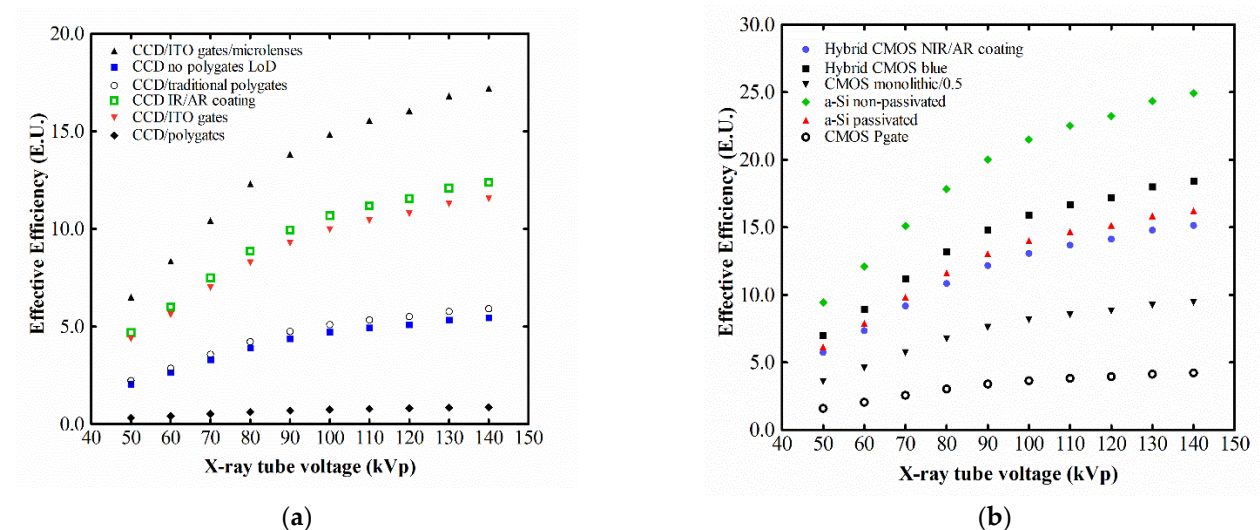 20.0
15.0
10.0
5.0
0.0
Effective Efficiency (E.U.)
CCD/ITO gates/microlenses
CCD no polygates LoD
CCD/traditional polygates
CCD IR/AR coating
CCD/ITO gates
CCD/polygates
40 50 60 70 80 90 100 110 120 130 140 150
X-ray tube voltage (kVp)
(a)
30.0
25.0
20.0
15.0
10.0
5.0
0.0
Effective Efficiency (E.U.)
Hybrid CMOS NIR/AR coating
Hybrid CMOS blue
CMOS monolithic/0.5
a-Si non-passivated
a-Si passivated
CMOS Pgate
40 50 60 70 80 90 100 110 120 130 140 150
X-ray tube voltage (kVp)
(b)